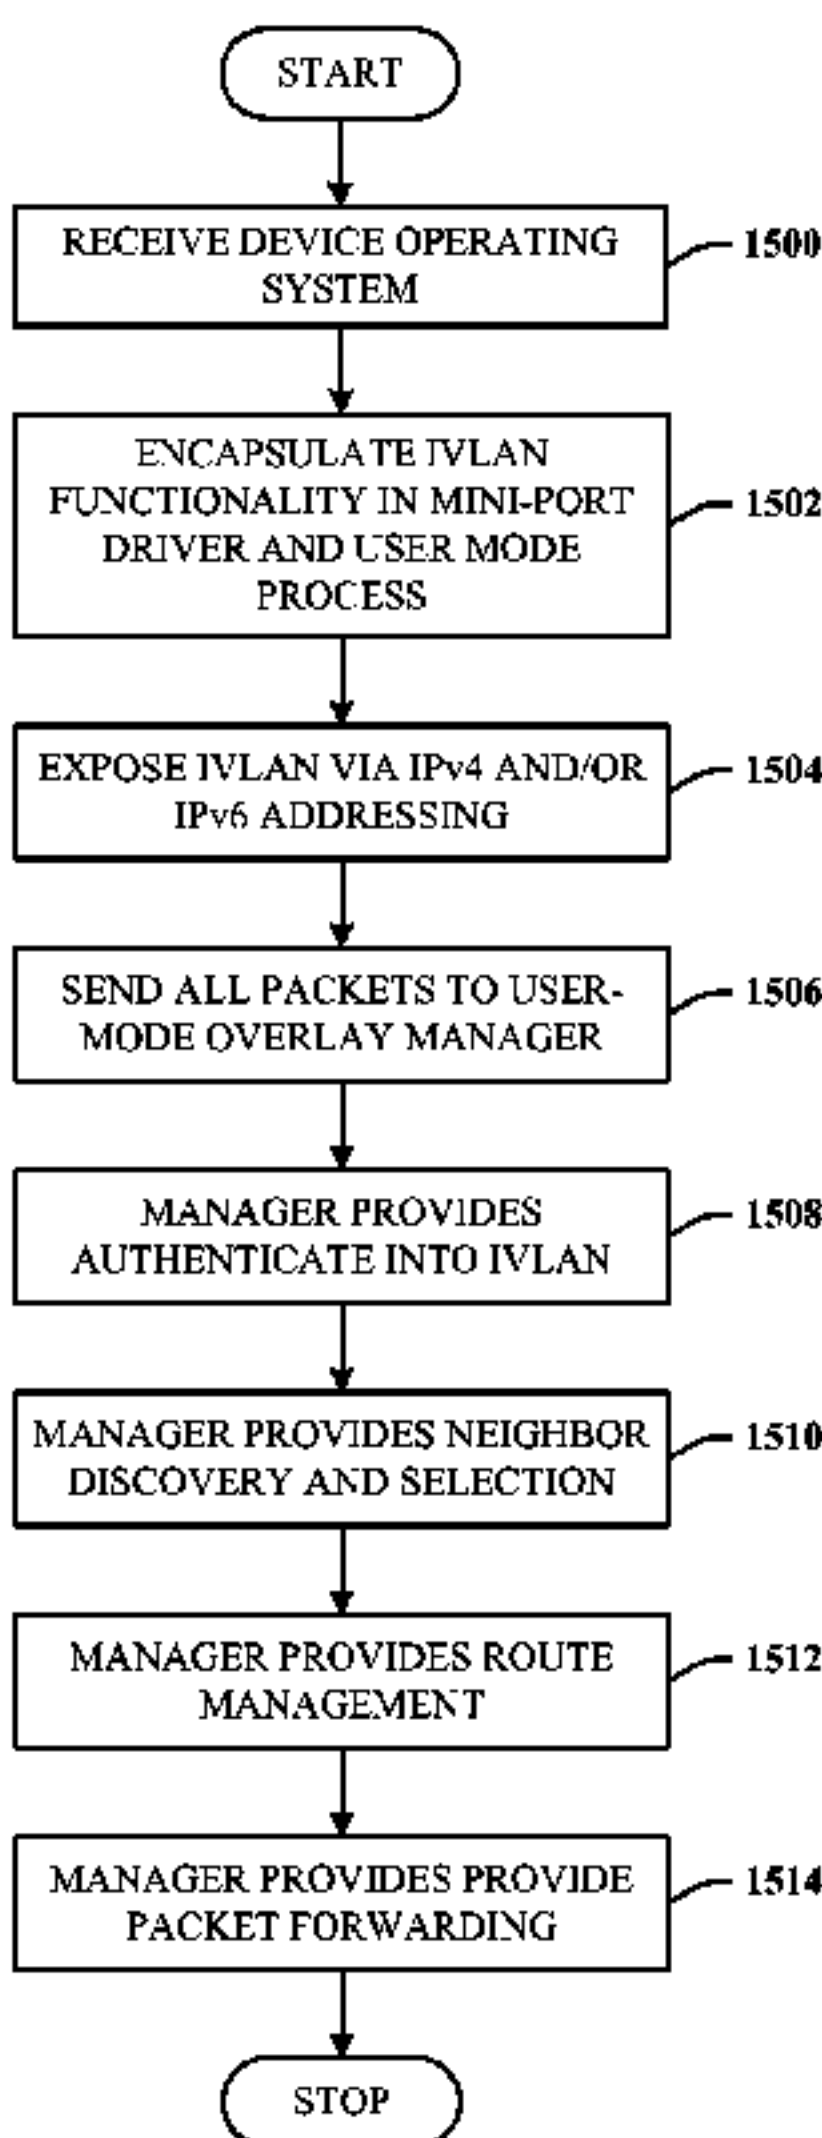 START
RECEIVE DEVICE OPERATING
SYSTEM
1500
ENCAPSULATE IVLAN
FUNCTIONALITY IN MINI-PORT
DRIVER AND USER MODE
PROCESS
1502
EXPOSE IVLAN VIA IPv4 AND/OR
IPv6 ADDRESSING
1504
SEND ALL PACKETS TO USER-
MODE OVERLAY MANAGER
1506
MANAGER PROVIDES
AUTHENTICATE INTO IVLAN
1508
MANAGER PROVIDES NEIGHBOR
DISCOVERY AND SELECTION
1510
MANAGER PROVIDES ROUTE
MANAGEMENT
1512
MANAGER PROVIDES PROVIDE
PACKET FORWARDING
1514
STOP